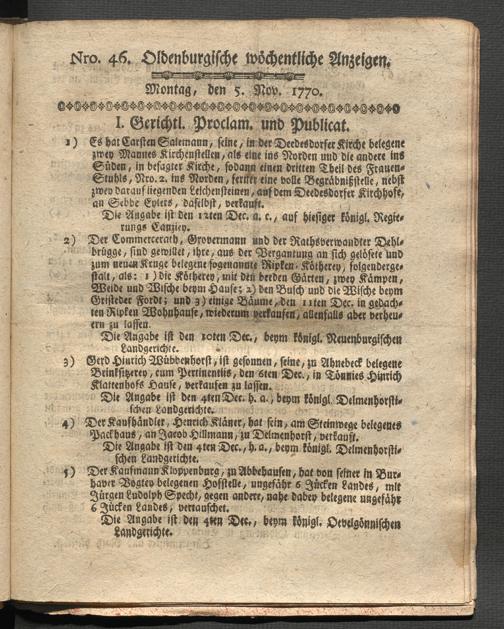 Nro. 46. Oldenburgische wöchentliche Anzeigen.
Montag, den 5. Nov. 1770.
I. Gerichtl. Proclam. und Publicat.
1) Es hat Carsten Salemann, seine, in der Deedesdorfer Kirche belegene
zwey Mannes Kirchenstellen, als eine ins Norden und die andere ins
Süden, in besagter Kirche, sodann einen dritten Theil des Frauen-
Stuhls, Nro. 2. ins Norden, ferner eine volle Begräbnißstelle, nebst
zwey darauf liegenden Leichensteinen, auf dem Deedesdorfer Kirchhofe,
an Sebbe Eylers, daselbst, verkauft.
Die Angabe ist den 12ten Dec. a. c., auf hiesiger königl. Regie-
rungs Canzley.
2) Der Commercerath, Grovermann und der Rathsverwandter Dehl-
brügge, sind gewillet, ihre, aus der Vergantung an sich gelösete und
zum neuen Kruge belegene sogenannte Ripken-Kötherey, folgenderge-
stalt, als: 1) die Kötherey, mit den beyden Gärten, zwey Kämpen,
Weide und Wische beym Hause; 2) den Busch und die Wische beym
Gristeder Fordt; und 3) einige Bäume, den 11ten Dec. in gedach-
ten Ripken Wohnhause, wiederum verkaufen, allenfalls aber verheu-
ern zu lassen.
Die Angabe ist den 10ten Dec., beym königl. Neuenburgischen
Landgerichte.
3) Gerd Hinrich Wübbenhorst, ist gesonnen, seine, zu Ahnebeck belegene
Brinksitzerey, cum Pertinentiis, den 6ten Dec., in Tönnies Hinrich
Klattenhofs Hause, verkaufen zu lassen.
Die Angabe ist den 4ten Dec. h. a., beym königl. Delmenhorsti-
schen Landgerichte.
4) Der Kaufhändler, Henrich Kläner, hat sein, am Steinwege belegenes
Packhaus, an Jacob Hillmann, zu Delmenhorst, verkauft.
Die Angabe ist den 4ten Dec., h. a., beym königl. Delmenhorsti-
schen Landgerichte.
5) Der Kaufmann Kloppenburg, zu Abbehausen, hat von seiner in Bur-
haver Vogtey belegenen Hofstelle, ungefähr 6 Jücken Landes, mit
Jürgen Ludolph Specht, gegen andere, nahe dabey belegene ungefähr
6 Jücken Landes, vertauschet.
Die Angabe ist den 4ten Dec., beym königl. Ovelgönnischen
Landgerichte.